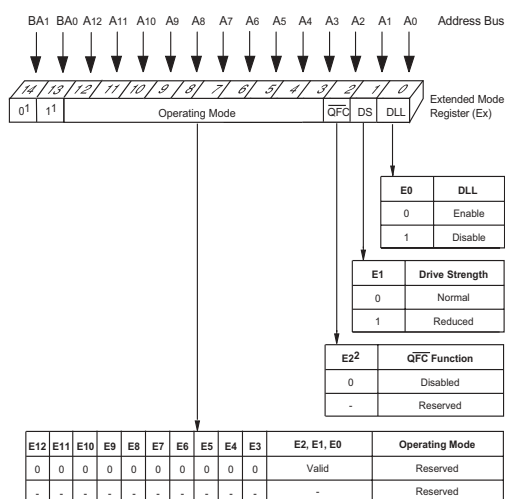 BA1 BA0 A12 A11 A10 A9 A8 A7 A6 A5 A4 A3 A2 A1 A0 Address Bus
14 13 12 11 10 9 8 7 6 5 4 3 2 1 0
0¹ 1¹ Operating Mode QFC DS DLL
Extended Mode
Register (Ex)
E0 DLL
0 Enable
1 Disable
E1 Drive Strength
0 Normal
1 Reduced
E2² QFC Function
0 Disabled
- Reserved
E12 E11 E10 E9 E8 E7 E6 E5 E4 E3 E2, E1, E0 Operating Mode
0 0 0 0 0 0 0 0 0 0 Valid Reserved
- - - - - - - - - - - Reserved